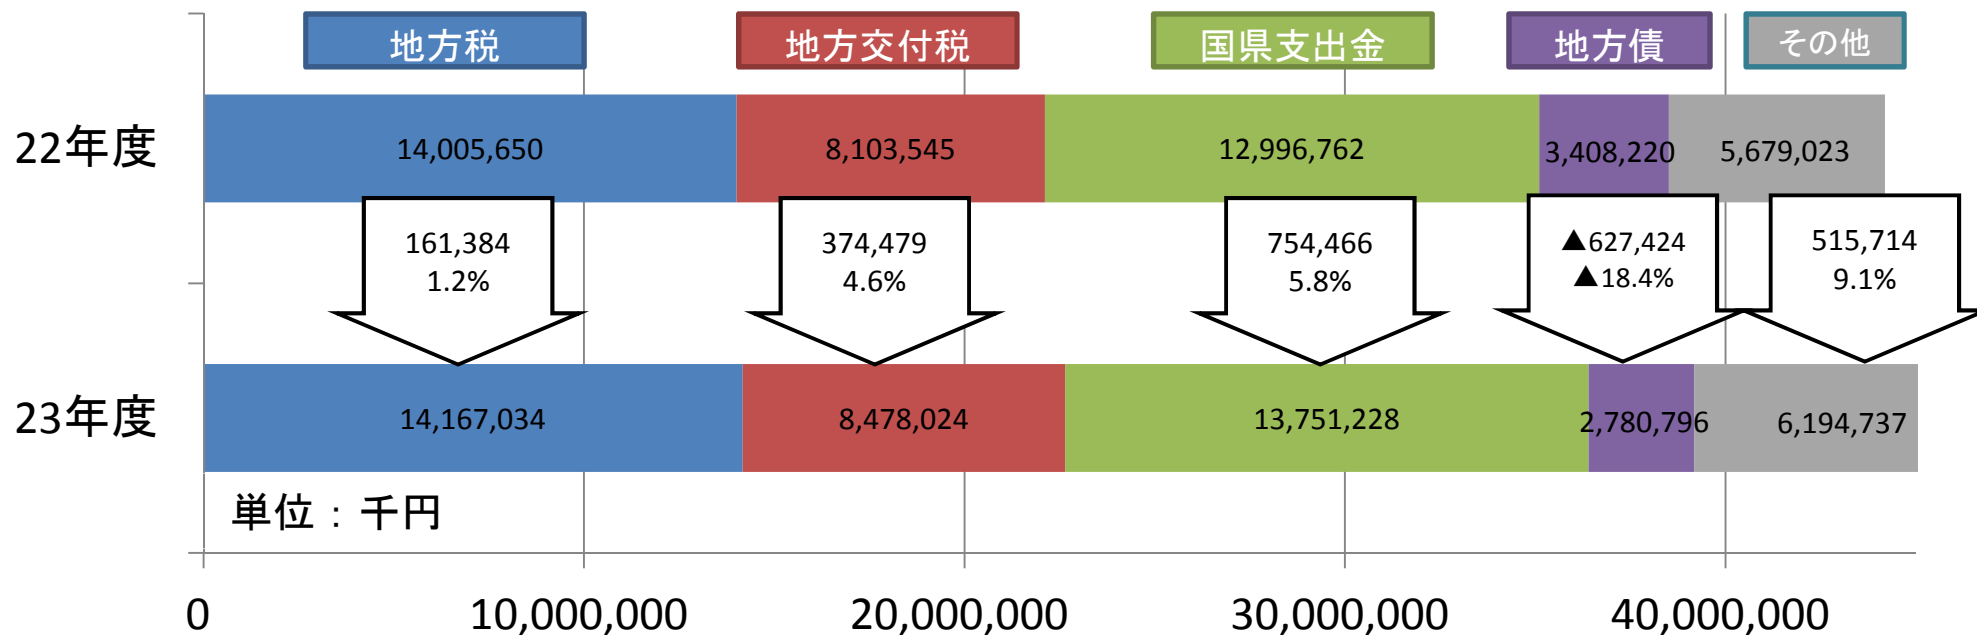 地方税 地方交付税 国県支出金 地方債 その他
22年度 14,005,650 8,103,545 12,996,762 3,408,220 5,679,023
161,384 374,479 754,466 ▲627,424 515,714
1.2% 4.6% 5.8% ▲18.4% 9.1%
23年度 14,167,034 8,478,024 13,751,228 2,780,796 6,194,737
単位：千円
0 10,000,000 20,000,000 30,000,000 40,000,000